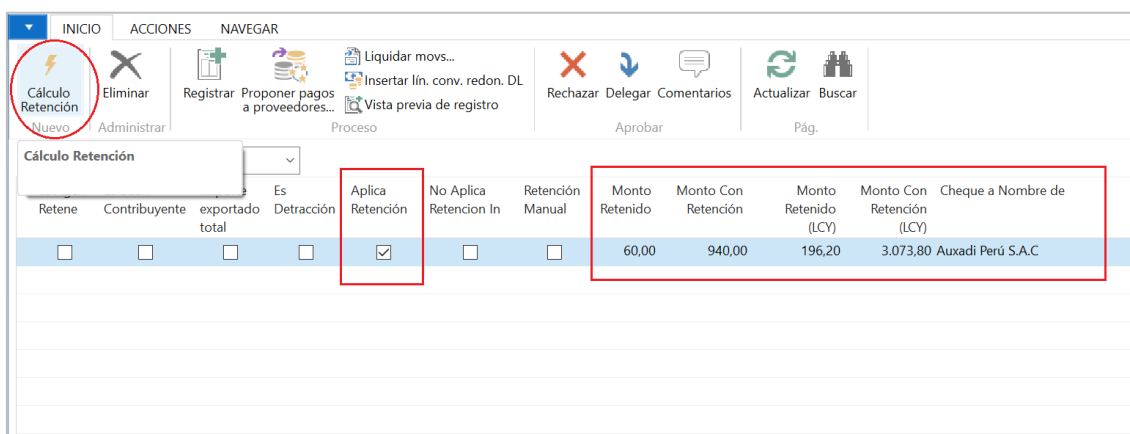 INICIO ACCIONES NAVEGAR
Cálculo
Retención
Eliminar
Registrar
Proponer pagos
a proveedores...
Liquidar movs...
Insertar lín. conv. redon. DL
Vista previa de registro
Rechazar
Delegar
Comentarios
Actualizar
Buscar
Nuevo
Administrar
Proceso
Aprobar
Pág.
Cálculo Retención
Retene
Contribuyente
exportado
total
Es
Detracción
Aplica
Retención
No Aplica
Retencion In
Retención
Manual
Monto
Retenido
Monto Con
Retención
Monto
Retenido
(LCY)
Monto Con
Retención
(LCY)
Cheque a Nombre de
60,00 940,00 196,20 3.073,80 Auxadi Perú S.A.C